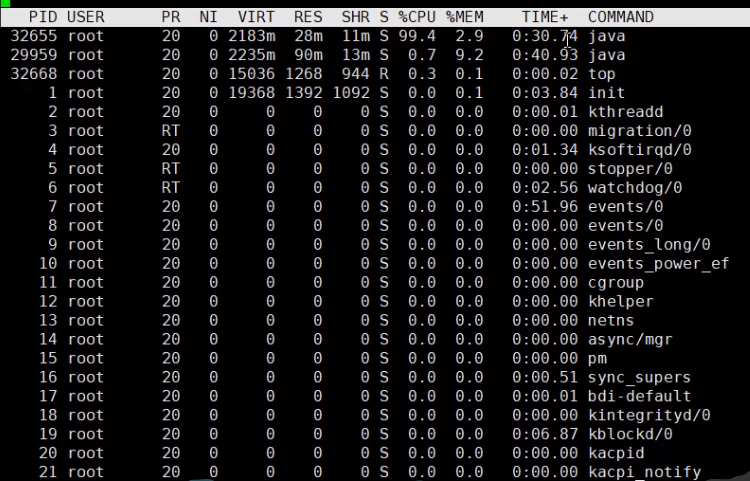 PID USER PR NI VIRT RES SHR S %CPU %MEM TIME+ COMMAND
32655 root 20 0 2183m 28m 11m S 99.4 2.9 0:30.74 java
29959 root 20 0 2235m 90m 13m S 0.7 9.2 0:40.93 java
32668 root 20 0 15036 1268 944 R 0.3 0.1 0:00.02 top
1 root 20 0 19368 1392 1092 S 0.0 0.1 0:03.84 init
2 root 20 0 0 0 0 S 0.0 0.0 0:00.01 kthreadd
3 root RT 0 0 0 0 S 0.0 0.0 0:00.00 migration/0
4 root 20 0 0 0 0 S 0.0 0.0 0:01.34 ksoftirqd/0
5 root RT 0 0 0 0 S 0.0 0.0 0:00.00 stopper/0
6 root RT 0 0 0 0 S 0.0 0.0 0:02.56 watchdog/0
7 root 20 0 0 0 0 S 0.0 0.0 0:51.96 events/0
8 root 20 0 0 0 0 S 0.0 0.0 0:00.00 events/0
9 root 20 0 0 0 0 S 0.0 0.0 0:00.00 events_long/0
10 root 20 0 0 0 0 S 0.0 0.0 0:00.00 events_power_ef
11 root 20 0 0 0 0 S 0.0 0.0 0:00.00 cgroup
12 root 20 0 0 0 0 S 0.0 0.0 0:00.00 khelper
13 root 20 0 0 0 0 S 0.0 0.0 0:00.00 netns
14 root 20 0 0 0 0 S 0.0 0.0 0:00.00 async/mgr
15 root 20 0 0 0 0 S 0.0 0.0 0:00.00 pm
16 root 20 0 0 0 0 S 0.0 0.0 0:00.51 sync_supers
17 root 20 0 0 0 0 S 0.0 0.0 0:00.01 bdi-default
18 root 20 0 0 0 0 S 0.0 0.0 0:00.00 kintegrityd/0
19 root 20 0 0 0 0 S 0.0 0.0 0:06.87 kblockd/0
20 root 20 0 0 0 0 S 0.0 0.0 0:00.00 kacpid
21 root 20 0 0 0 0 S 0.0 0.0 0:00.00 kacpi_notify